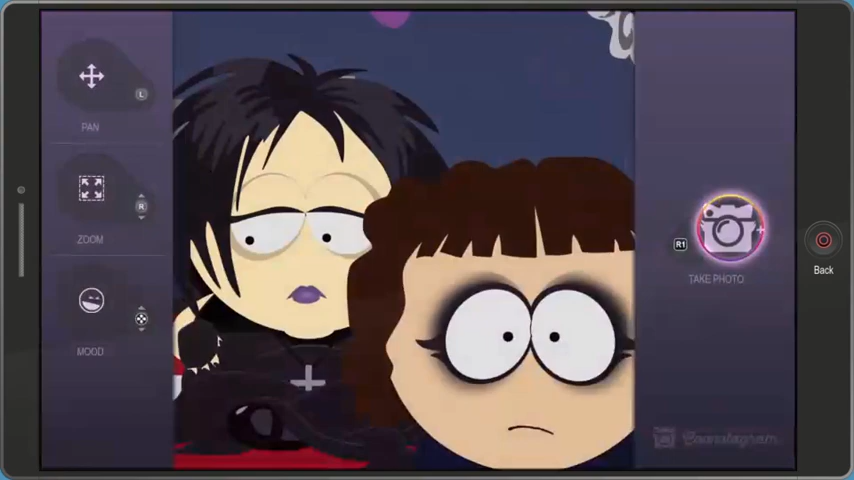 PAN
L
ZOOM
R
MOOD
R1
TAKE PHOTO
Back
Coonstagram